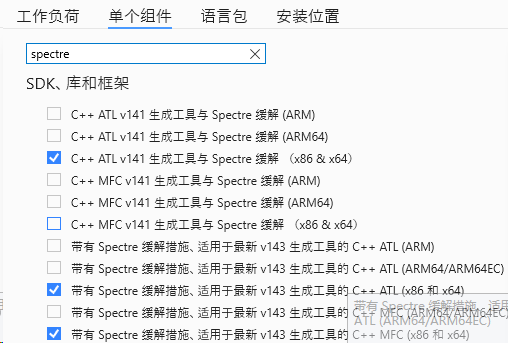 工作负荷 单个组件 语言包 安装位置
spectre
SDK、库和框架
C++ ATL v141 生成工具与 Spectre 缓解 (ARM)
C++ ATL v141 生成工具与 Spectre 缓解 (ARM64)
C++ ATL v141 生成工具与 Spectre 缓解 （x86 & x64）
C++ MFC v141 生成工具与 Spectre 缓解 (ARM)
C++ MFC v141 生成工具与 Spectre 缓解 (ARM64)
C++ MFC v141 生成工具与 Spectre 缓解 （x86 & x64）
带有 Spectre 缓解措施、适用于最新 v143 生成工具的 C++ ATL (ARM)
带有 Spectre 缓解措施、适用于最新 v143 生成工具的 C++ ATL (ARM64/ARM64EC)
带有 Spectre 缓解措施、适用于最新 v143 生成工具的 C++ ATL (x86 和 x64)
带有 Spectre 缓解措施、适用
带有 Spectre 缓解措施、适用于最新 v143 生成工具的 C++ MFC (ARM64/ARM64EC)
ATL (ARM64/ARM64EC)
带有 Spectre 缓解措施、适用于最新 v143 生成工具的 C++ MFC (x86 和 x64)